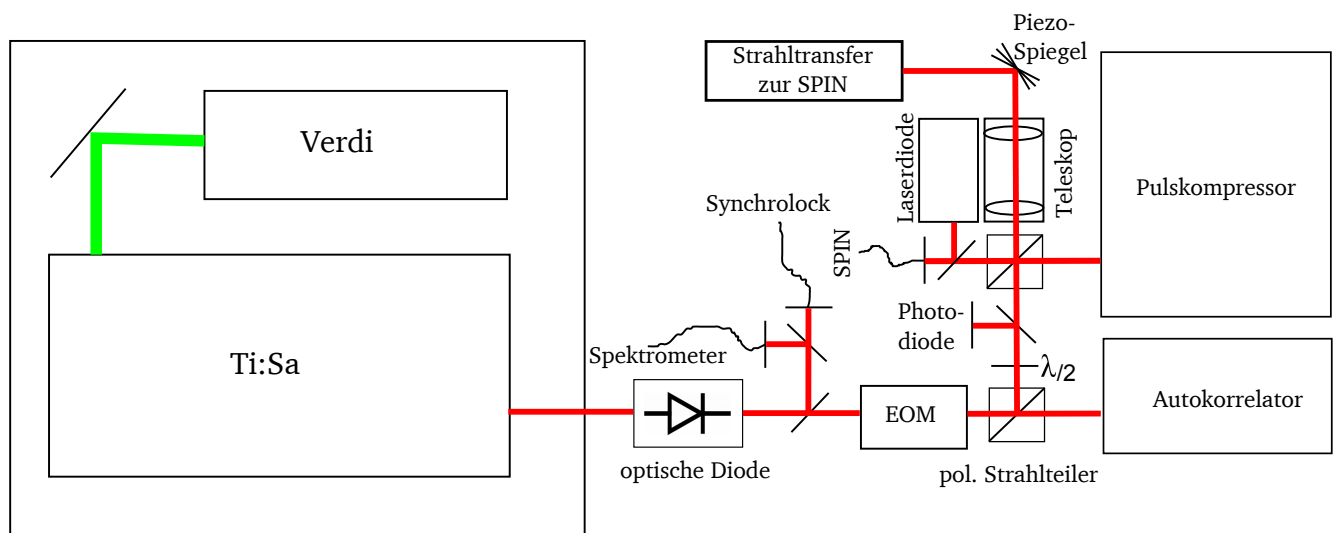 Piezo-
Spiegel
Strahltransfer
zur SPIN
Verdi
Laserdiode
Teleskop
Pulskompressor
Synchrolock
SPIN
Photo-
diode
Spektrometer
Ti:Sa
λ/2
EOM
Autokorrelator
optische Diode
pol. Strahlteiler